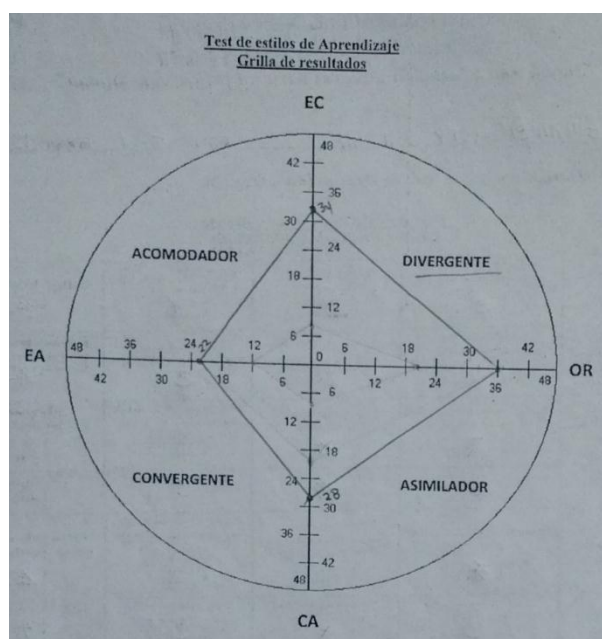 Test de estilos de Aprendizaje
Grilla de resultados
EC
48
42
36
34
30
24
18
12
6
ACOMODADOR
DIVERGENTE
EA
48 42 36 30 24 22 18 12 6 0 6 12 18 24 30 36 42 48
OR
6
12
18
24
28
30
36
42
48
CONVERGENTE
ASIMILADOR
CA